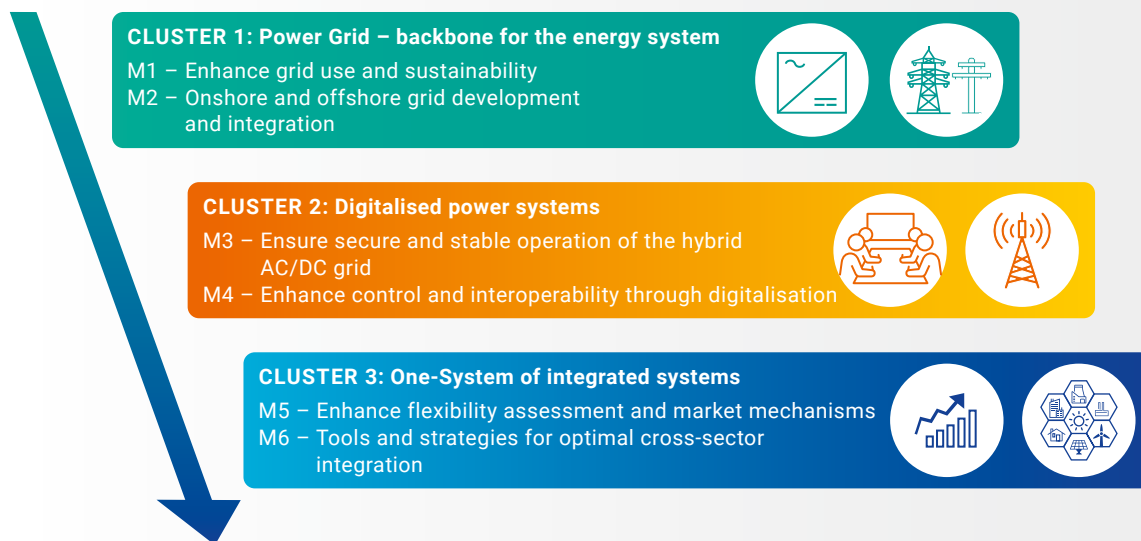 CLUSTER 1: Power Grid – backbone for the energy system
M1 – Enhance grid use and sustainability
M2 – Onshore and offshore grid development
and integration
CLUSTER 2: Digitalised power systems
M3 – Ensure secure and stable operation of the hybrid
AC/DC grid
M4 – Enhance control and interoperability through digitalisation
CLUSTER 3: One-System of integrated systems
M5 – Enhance flexibility assessment and market mechanisms
M6 – Tools and strategies for optimal cross-sector
integration